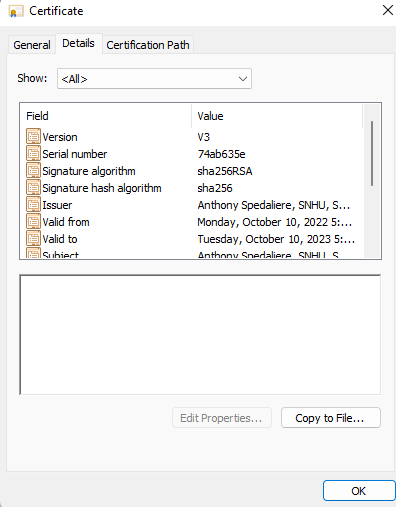 Certificate
General Details Certification Path
Show: <All>
Field Value
Version V3
Serial number 74ab635e
Signature algorithm sha256RSA
Signature hash algorithm sha256
Issuer Anthony Spedaliere, SNHU, S...
Valid from Monday, October 10, 2022 5:...
Valid to Tuesday, October 10, 2023 5:...
Subject Anthony Spedaliere, SNHU, S...
Edit Properties... Copy to File...
OK